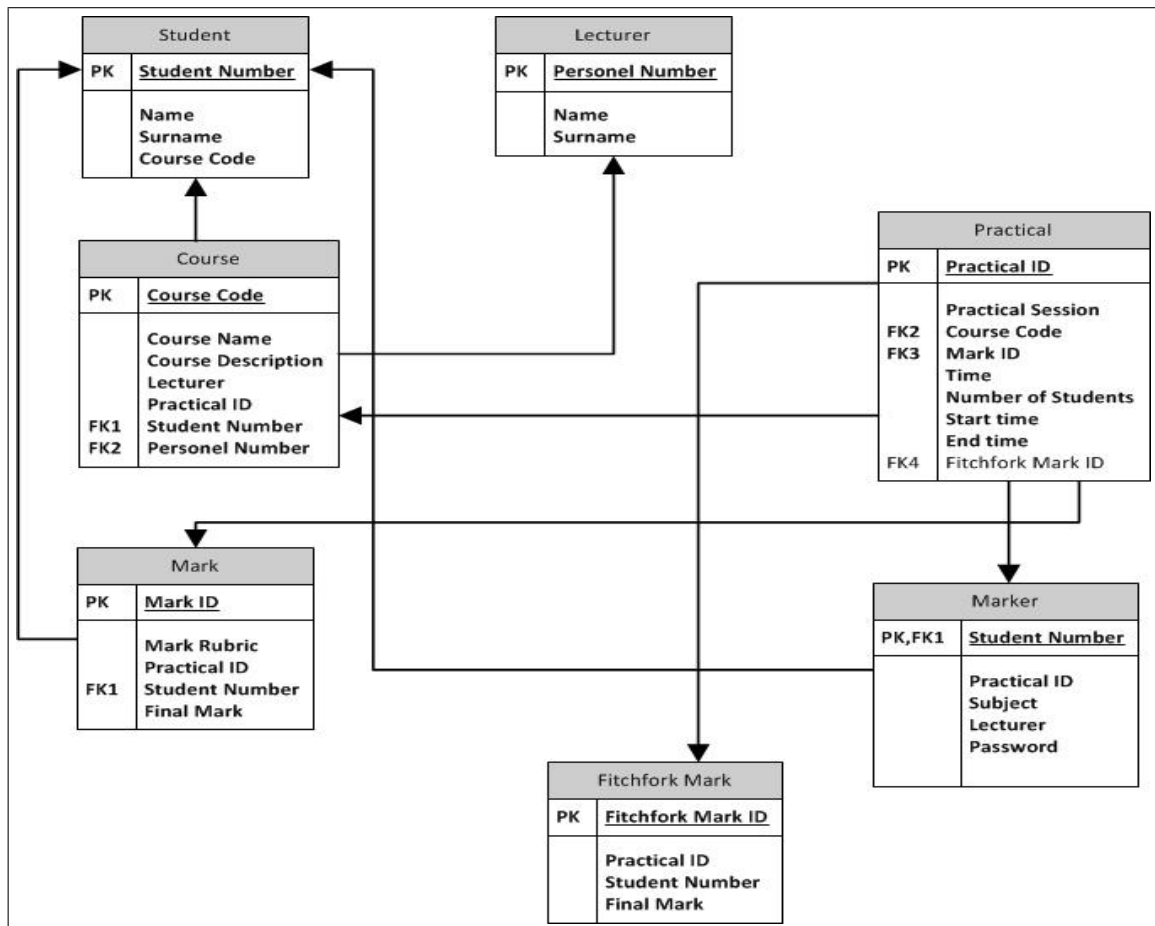 Student
PK Student Number
Name
Surname
Course Code
Lecturer
PK Personel Number
Name
Surname
Course
PK Course Code
Course Name
Course Description
Lecturer
Practical ID
FK1 Student Number
FK2 Personel Number
Practical
PK Practical ID
Practical Session
FK2 Course Code
FK3 Mark ID
Time
Number of Students
Start time
End time
FK4 Fitchfork Mark ID
Mark
PK Mark ID
Mark Rubric
Practical ID
FK1 Student Number
Final Mark
Marker
PK,FK1 Student Number
Practical ID
Subject
Lecturer
Password
Fitchfork Mark
PK Fitchfork Mark ID
Practical ID
Student Number
Final Mark